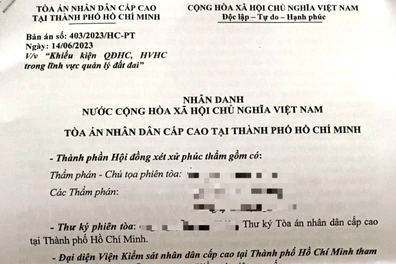 TÒA ÁN NHÂN DÂN CẤP CAO
TẠI THÀNH PHỐ HỒ CHÍ MINH
CỘNG HÒA XÃ HỘI CHỦ NGHĨA VIỆT NAM
Độc lập - Tự do - Hạnh phúc
Bản án số: 403/2023/HC-PT
Ngày: 14/06/2023
V/v "Khiếu kiện QĐHC, HVHC
trong lĩnh vực quản lý đất đai"
NHÂN DANH
NƯỚC CỘNG HÒA XÃ HỘI CHỦ NGHĨA VIỆT NAM
TÒA ÁN NHÂN DÂN CẤP CAO TẠI THÀNH PHỐ HỒ CHÍ MINH
- Thành phần Hội đồng xét xử phúc thẩm gồm có:
Thẩm phán - Chủ tọa phiên tòa:
Các Thẩm phán:
- Thư ký phiên tòa: Thư ký Tòa án nhân dân cấp cao
tại Thành phố Hồ Chí Minh.
- Đại diện Viện Kiểm sát nhân dân cấp cao tại Thành phố Hồ Chí Minh tham